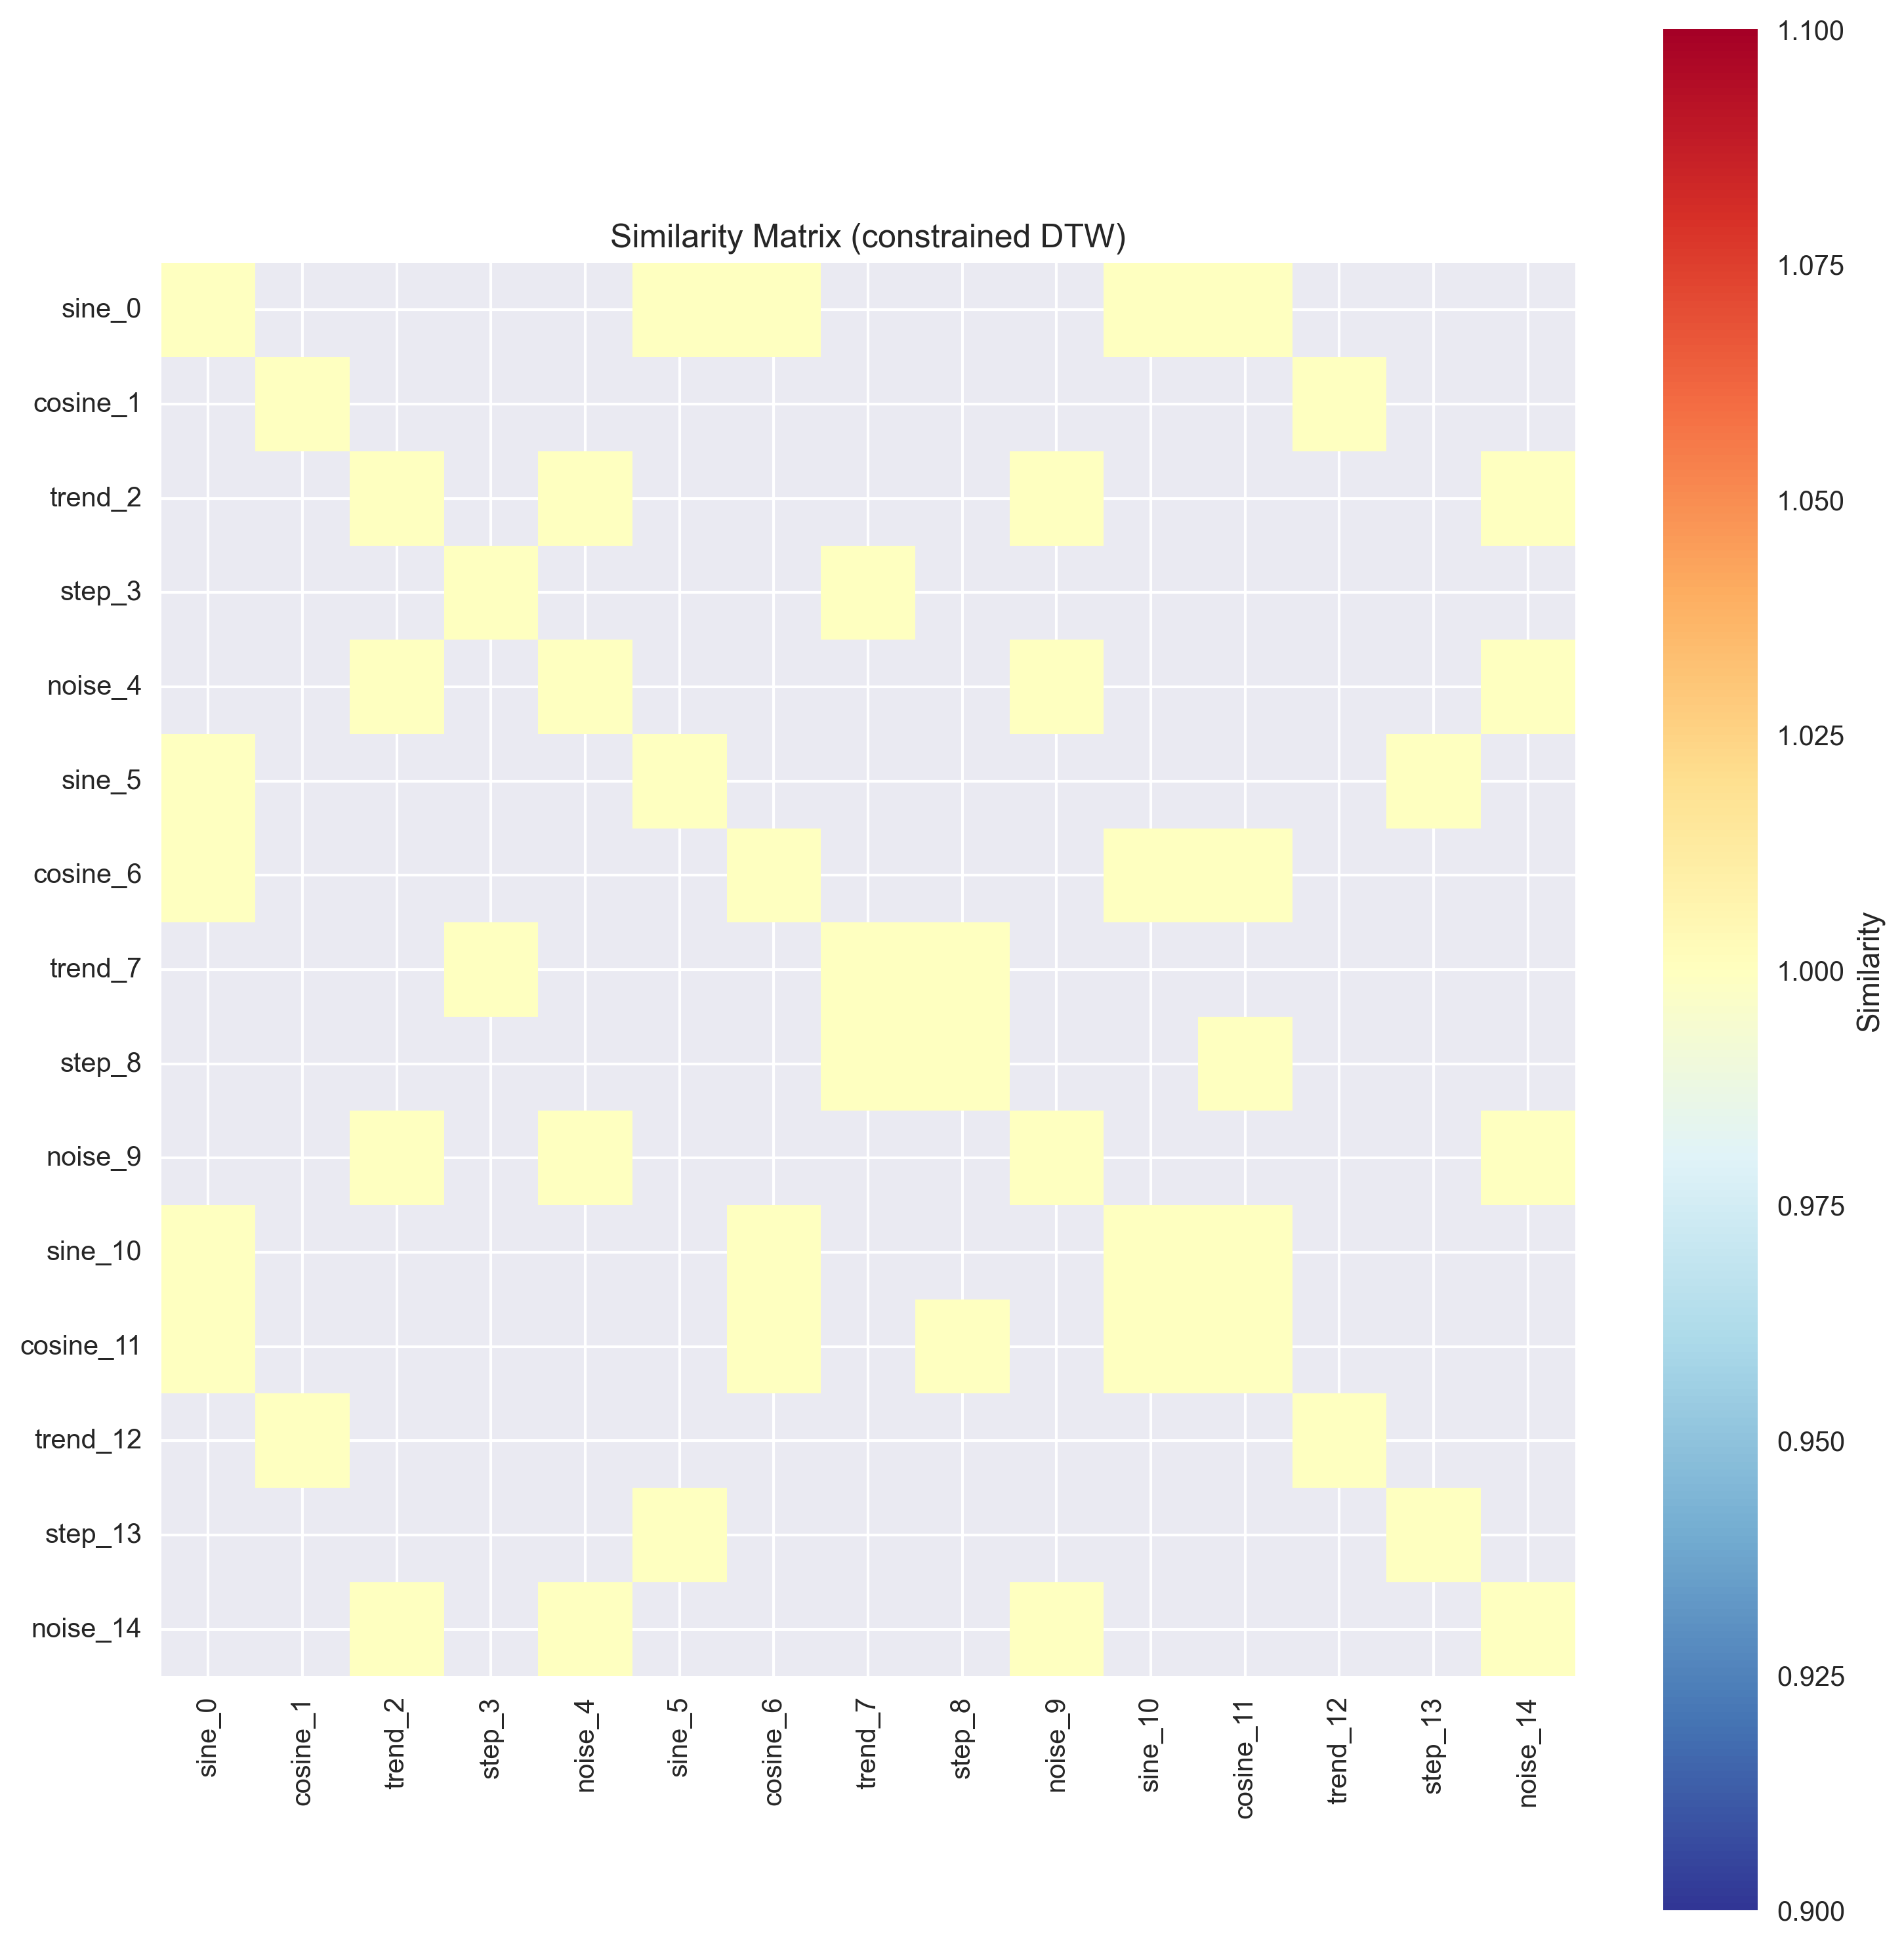 Similarity Matrix (constrained DTW)
sine_0
cosine_1
trend_2
step_3
noise_4
sine_5
cosine_6
trend_7
step_8
noise_9
sine_10
cosine_11
trend_12
step_13
noise_14
sine_0
cosine_1
trend_2
step_3
noise_4
sine_5
cosine_6
trend_7
step_8
noise_9
sine_10
cosine_11
trend_12
step_13
noise_14
1.100
1.075
1.050
1.025
1.000
0.975
0.950
0.925
0.900
Similarity